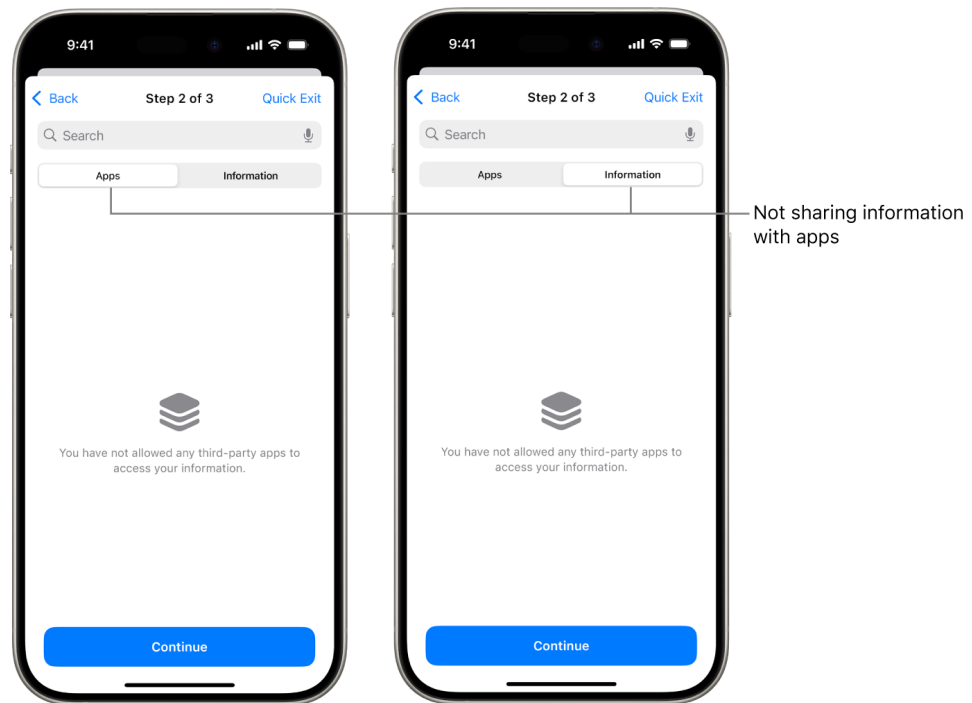 9:41
Back Step 2 of 3 Quick Exit
Search
Apps Information
You have not allowed any third-party apps to
access your information.
Continue
9:41
Back Step 2 of 3 Quick Exit
Search
Apps Information
You have not allowed any third-party apps to
access your information.
Continue
Not sharing information
with apps